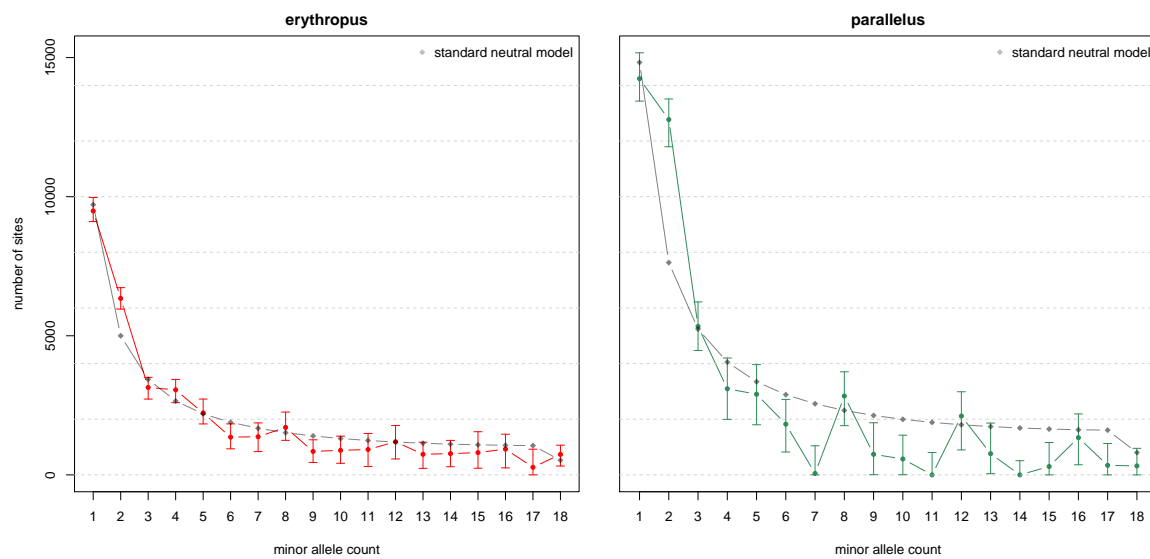 erythropus
parallelus
standard neutral model
standard neutral model
number of sites
15000
10000
5000
0
1 2 3 4 5 6 7 8 9 10 11 12 13 14 15 16 17 18
1 2 3 4 5 6 7 8 9 10 11 12 13 14 15 16 17 18
minor allele count
minor allele count